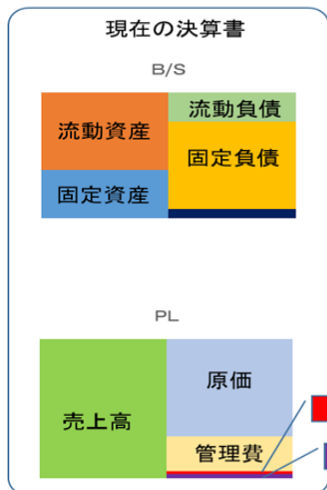 現在の決算書
B/S
流動資産
流動負債
固定負債
固定資産
PL
売上高
原価
管理費